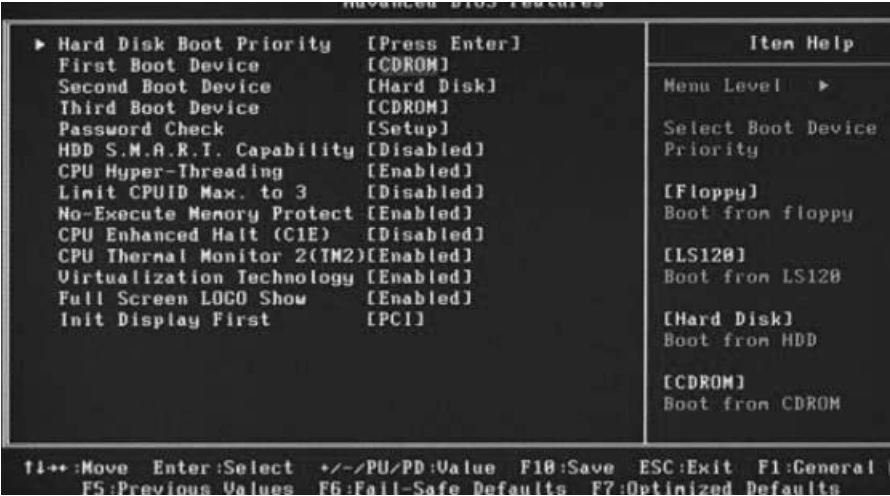 Advanced BIOS Features
▶ Hard Disk Boot Priority [Press Enter]
First Boot Device [CDROM]
Second Boot Device [Hard Disk]
Third Boot Device [CDROM]
Password Check [Setup]
HDD S.M.A.R.T. Capability [Disabled]
CPU Hyper-Threading [Enabled]
Limit CPUID Max. to 3 [Disabled]
No-Execute Memory Protect [Enabled]
CPU Enhanced Halt (C1E) [Disabled]
CPU Thermal Monitor 2(TM2)[Enabled]
Virtualization Technology [Enabled]
Full Screen LOGO Show [Enabled]
Init Display First [PCI]
Item Help
Menu Level ▶
Select Boot Device
Priority
[Floppy]
Boot from floppy
[LS120]
Boot from LS120
[Hard Disk]
Boot from HDD
[CDROM]
Boot from CDROM
↑↓→←:Move Enter:Select +/-/PU/PD:Value F10:Save ESC:Exit F1:General
F5:Previous Values F6:Fail-Safe Defaults F7:Optimized Defaults